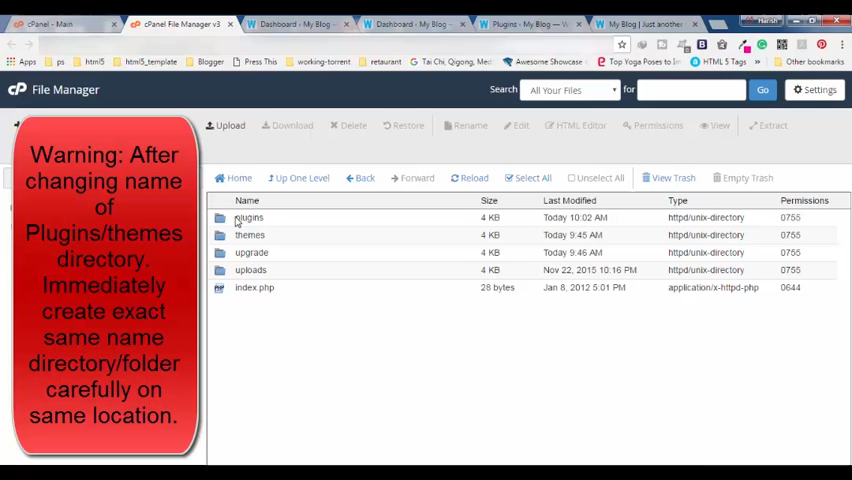 cPanel - Main
cPanel File Manager v3
Dashboard ‹ My Blog —
Dashboard ‹ My Blog —
Plugins ‹ My Blog — W
My Blog | Just another
Harish
Apps
ps
html5
html5_template
Blogger
Press This
working-torrent
retaurant
Tai Chi, Qigong, Med
Awesome Showcase
Top Yoga Poses to Im
HTML 5 Tags
Other bookmarks
cP File Manager
Search
All Your Files
for
Go
Settings
Upload
Download
Delete
Restore
Rename
Edit
HTML Editor
Permissions
View
Extract
Home
Up One Level
Back
Forward
Reload
Select All
Unselect All
View Trash
Empty Trash
Name Size Last Modified Type Permissions
plugins 4 KB Today 10:02 AM httpd/unix-directory 0755
themes 4 KB Today 9:45 AM httpd/unix-directory 0755
upgrade 4 KB Today 9:46 AM httpd/unix-directory 0755
uploads 4 KB Nov 22, 2015 10:16 PM httpd/unix-directory 0755
index.php 28 bytes Jan 8, 2012 5:01 PM application/x-httpd-php 0644
Warning: After
changing name
of
Plugins/themes
directory.
Immediately
create exact
same name
directory/folder
carefully on
same location.